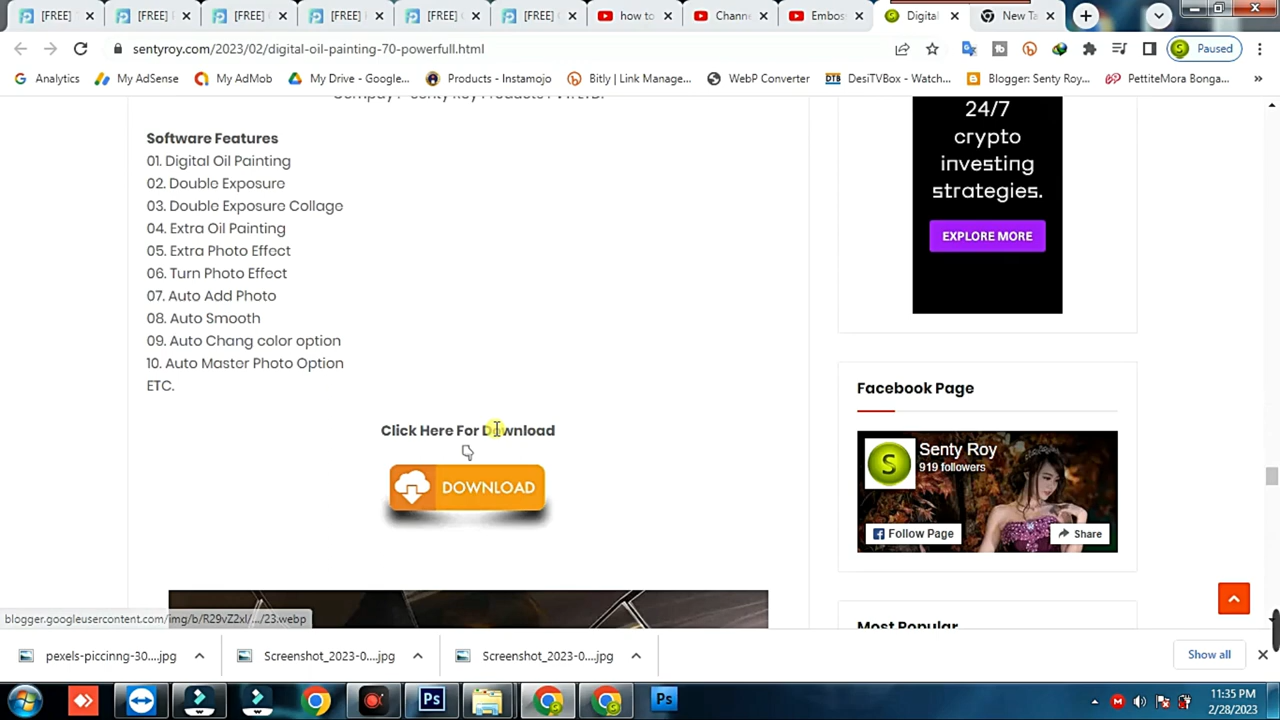 [FREE] T
[FREE]
[FREE]
[FREE]
[FREE]
[FREE]
how to
Chann
Embos
Digital
New Ta
sentyroy.com/2023/02/digital-oil-painting-70-powerfull.html
Paused
Analytics
My AdSense
My AdMob
My Drive - Google...
Products - Instamojo
Bitly | Link Manage...
WebP Converter
DesiTVBox - Watch...
Blogger: Senty Roy...
PettiteMora Bonga...
Software Features
01. Digital Oil Painting
02. Double Exposure
03. Double Exposure Collage
04. Extra Oil Painting
05. Extra Photo Effect
06. Turn Photo Effect
07. Auto Add Photo
08. Auto Smooth
09. Auto Chang color option
10. Auto Master Photo Option
ETC.
Click Here For Download
DOWNLOAD
24/7
crypto
investing
strategies.
EXPLORE MORE
Facebook Page
Senty Roy
919 followers
Follow Page
Share
Most Popular
blogger.googleusercontent.com/img/b/R29vZ2xl/.../23.webp
pexels-piccinng-30....jpg
Screenshot_2023-0....jpg
Screenshot_2023-0....jpg
Show all
11:35 PM
2/28/2023